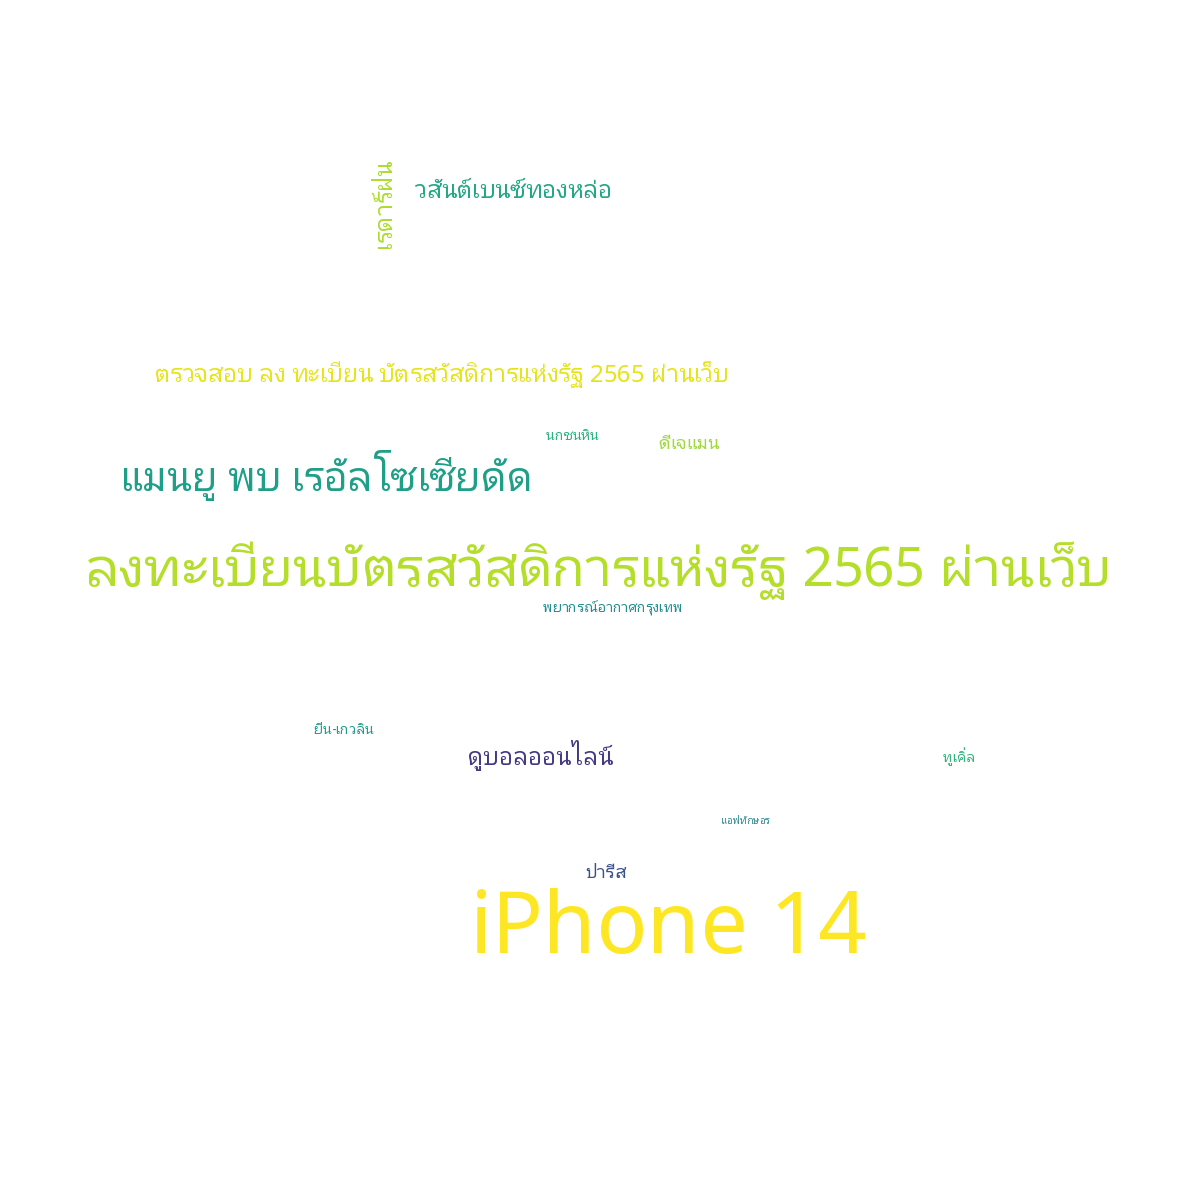 เรดาร์ฝน
วสันต์เบนซ์ทองหล่อ
ตรวจสอบ ลง ทะเบียน บัตรสวัสดิการแห่งรัฐ 2565 ผ่านเว็บ
นกชนหิน
ดีเจแมน
แมนยู พบ เรอัลโซเซียดัด
ลงทะเบียนบัตรสวัสดิการแห่งรัฐ 2565 ผ่านเว็บ
พยากรณ์อากาศกรุงเทพ
ยีน-เกวลิน
ดูบอลออนไลน์
ทูเคิ่ล
แอฟทักษอร
ปารีส
iPhone 14